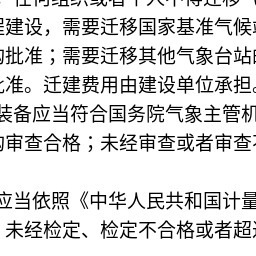 任何组织或者个人不得迁移气
程建设，需要迁移国家基准气候站
的批准；需要迁移其他气象台站的
批准。迁建费用由建设单位承担。
装备应当符合国务院气象主管机
的审查合格；未经审查或者审查不
应当依照《中华人民共和国计量
，未经检定、检定不合格或者超过